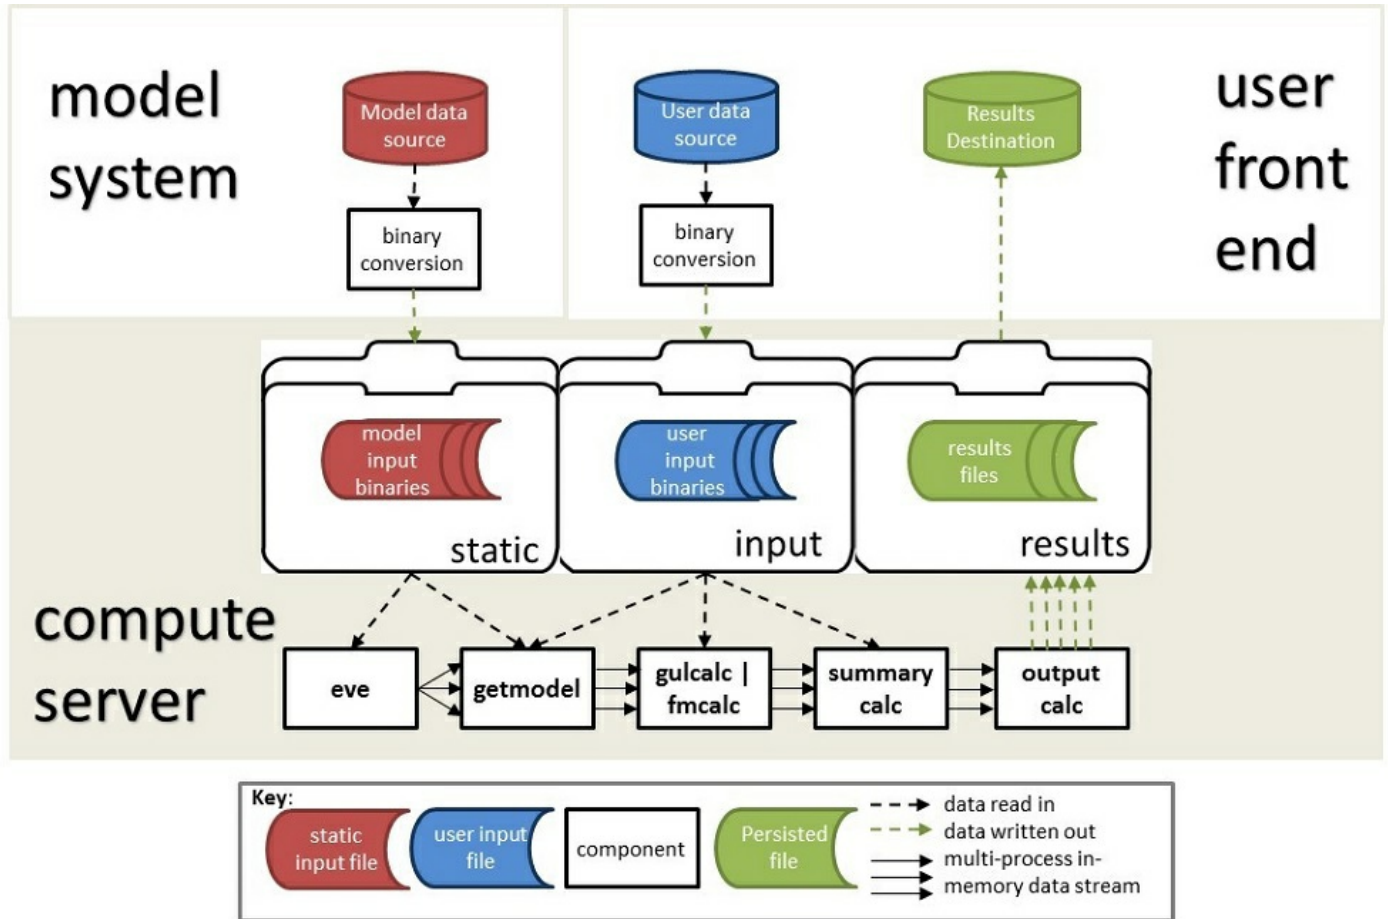 model
system
Model data
source
binary
conversion
User data
source
binary
conversion
Results
Destination
user
front
end
model
input
binaries
static
user
input
binaries
input
results
files
results
compute
server
eve
getmodel
gulcalc |
fmcalc
summary
calc
output
calc
Key:
static
input file
user input
file
component
Persisted
file
data read in
data written out
multi-process in-
memory data stream